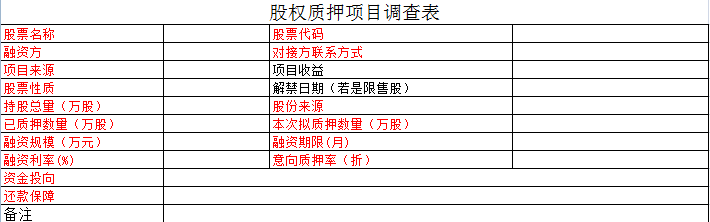 股权质押项目调查表
股票名称 股票代码
融资方 对接方联系方式
项目来源 项目收益
股票性质 解禁日期（若是限售股）
持股总量（万股） 股份来源
已质押数量（万股） 本次拟质押数量（万股）
融资规模（万元） 融资期限(月)
融资利率(%) 意向质押率（折）
资金投向
还款保障
备注